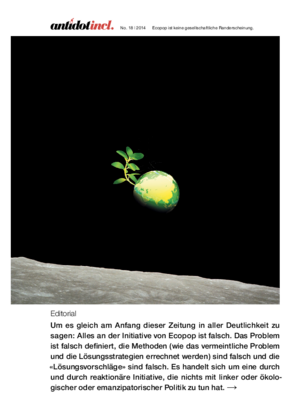 antidotincl. No. 18 / 2014 Ecopop ist keine gesellschaftliche Randerscheinung.
Editorial
Um es gleich am Anfang dieser Zeitung in aller Deutlichkeit zu
sagen: Alles an der Initiative von Ecopop ist falsch. Das Problem
ist falsch definiert, die Methoden (wie das vermeintliche Problem
und die Lösungsstrategien errechnet werden) sind falsch und die
«Lösungsvorschläge» sind falsch. Es handelt sich um eine durch
und durch reaktionäre Initiative, die nichts mit linker oder ökolo-
gischer oder emanzipatorischer Politik zu tun hat. →